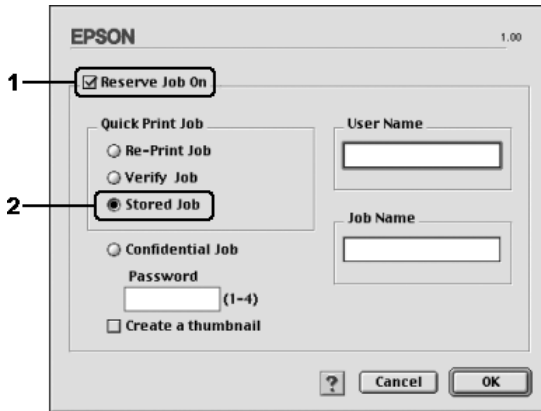 EPSON
1.00
1
Reserve Job On
Quick Print Job
Re-Print Job
Verify Job
2
Stored Job
Confidential Job
Password
(1-4)
Create a thumbnail
User Name
Job Name
?
Cancel
OK